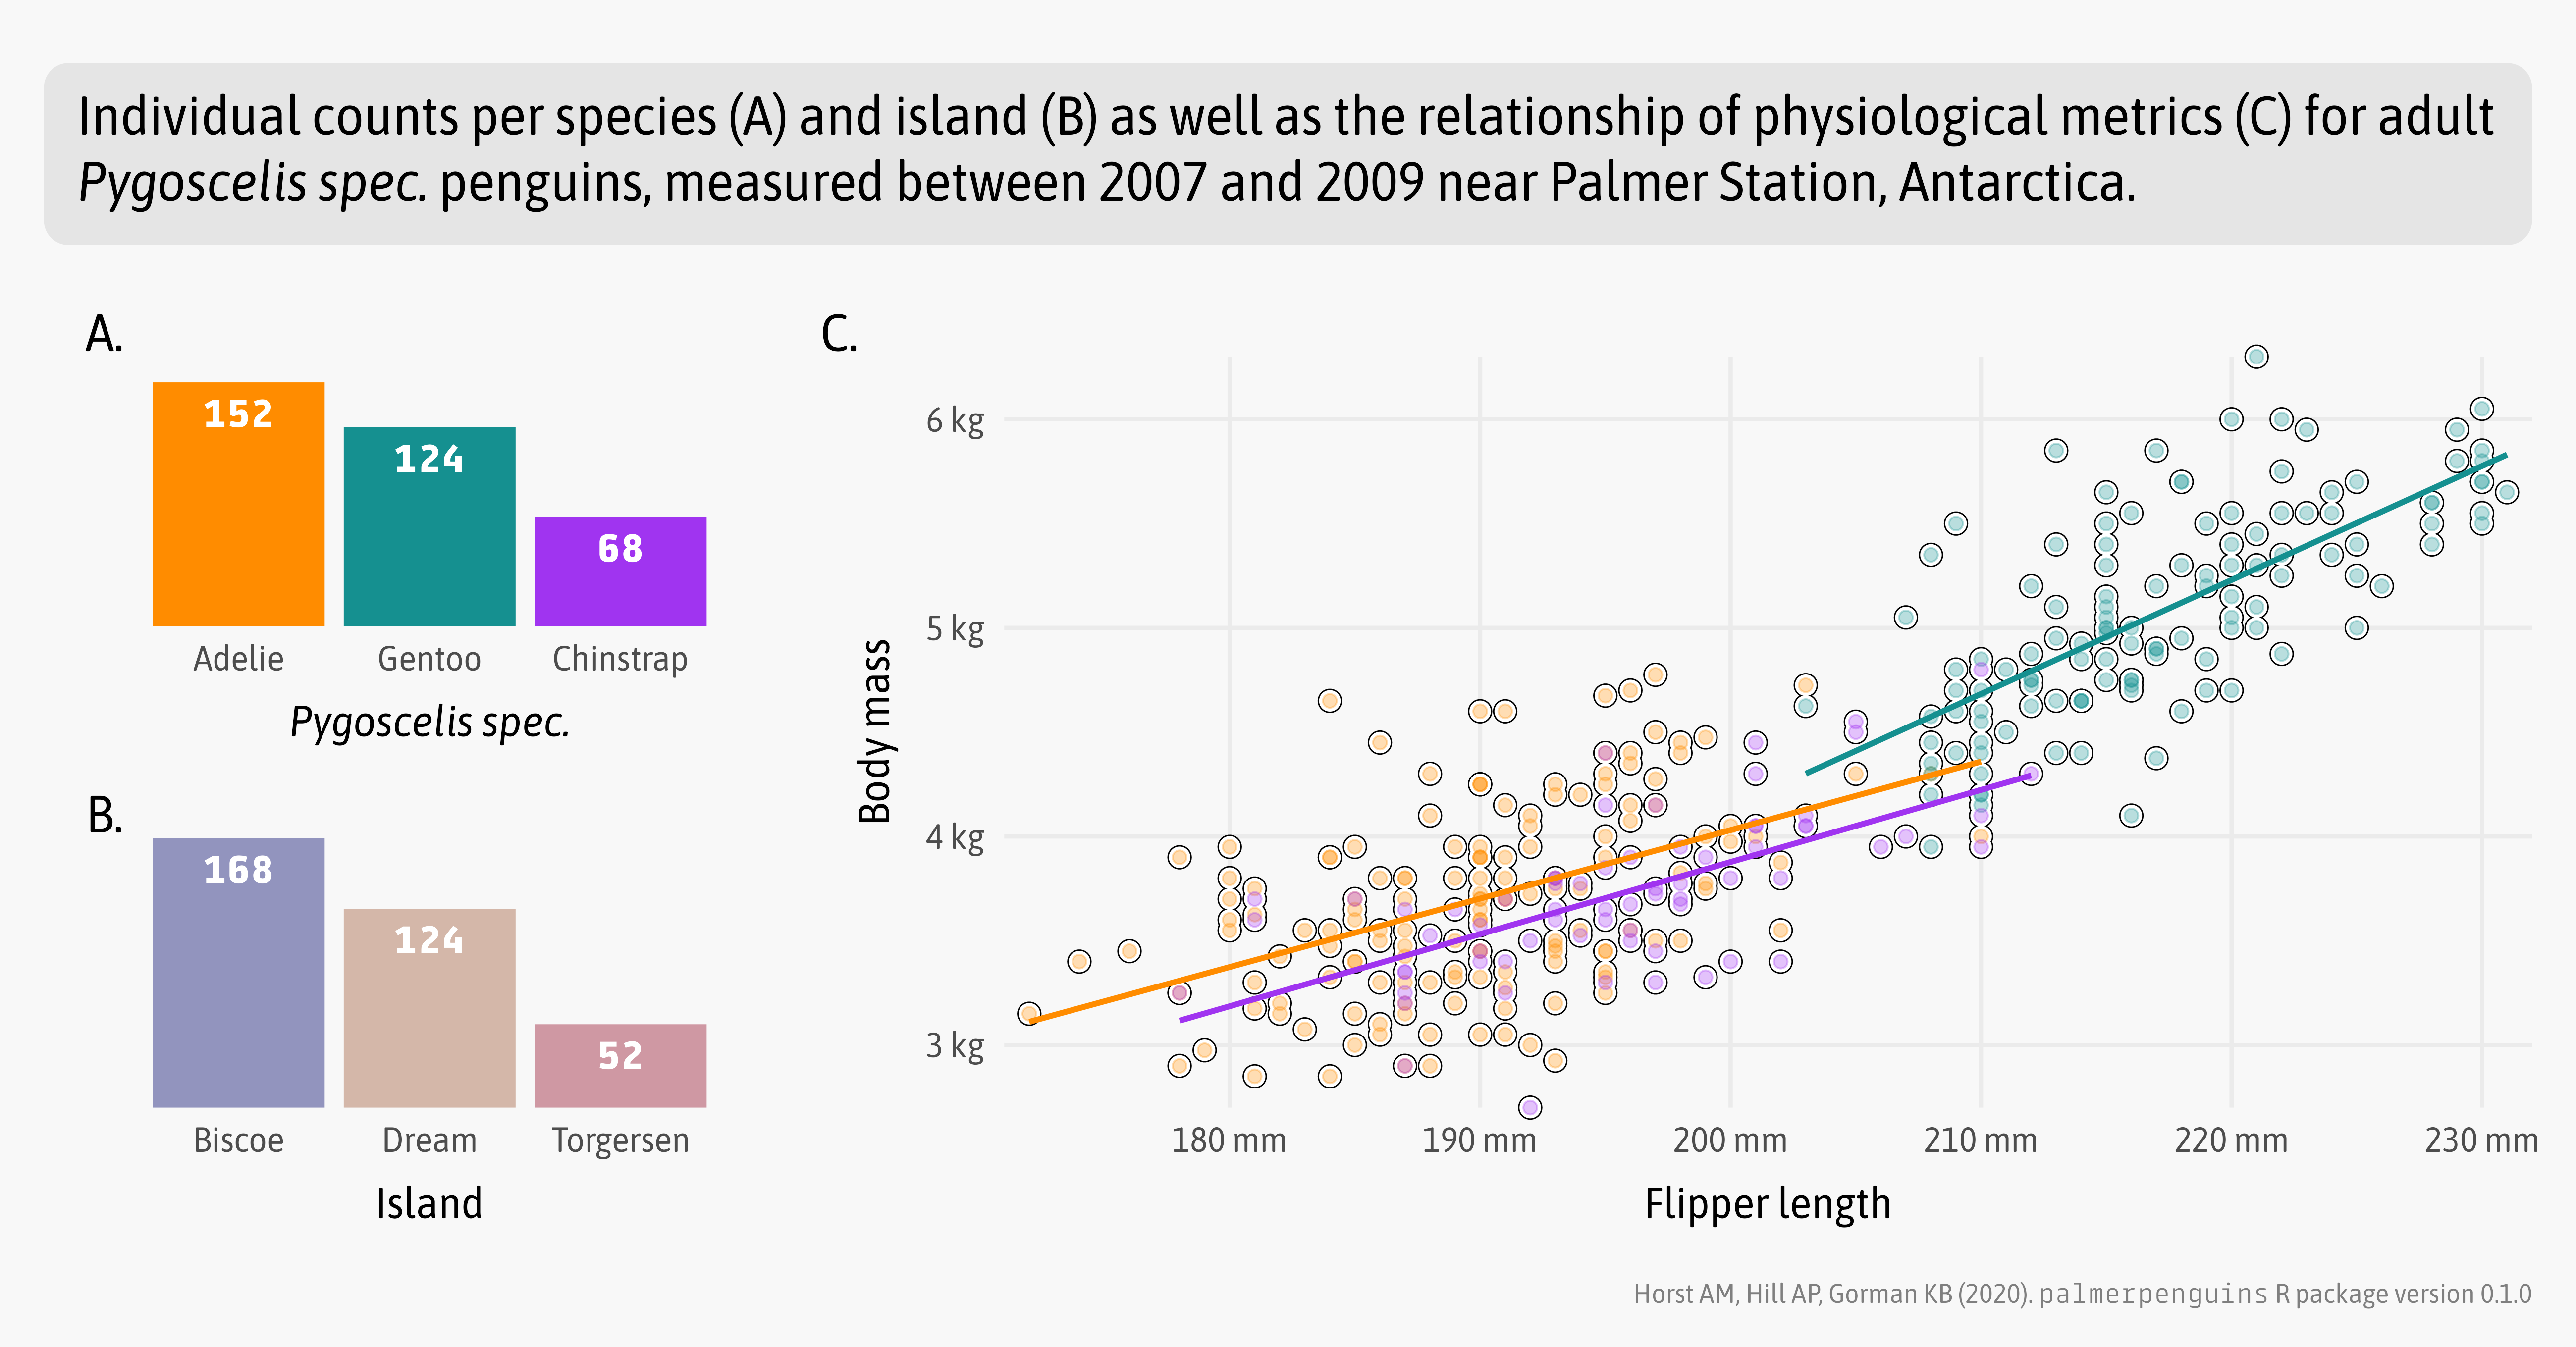 Individual counts per species (A) and island (B) as well as the relationship of physiological metrics (C) for adult
Pygoscelis spec. penguins, measured between 2007 and 2009 near Palmer Station, Antarctica.
A.
152
124
68
Adelie
Gentoo
Chinstrap
Pygoscelis spec.
B.
168
124
52
Biscoe
Dream
Torgersen
Island
C.
Body mass
6 kg
5 kg
4 kg
3 kg
180 mm
190 mm
200 mm
210 mm
220 mm
230 mm
Flipper length
Horst AM, Hill AP, Gorman KB (2020). palmerpenguins R package version 0.1.0